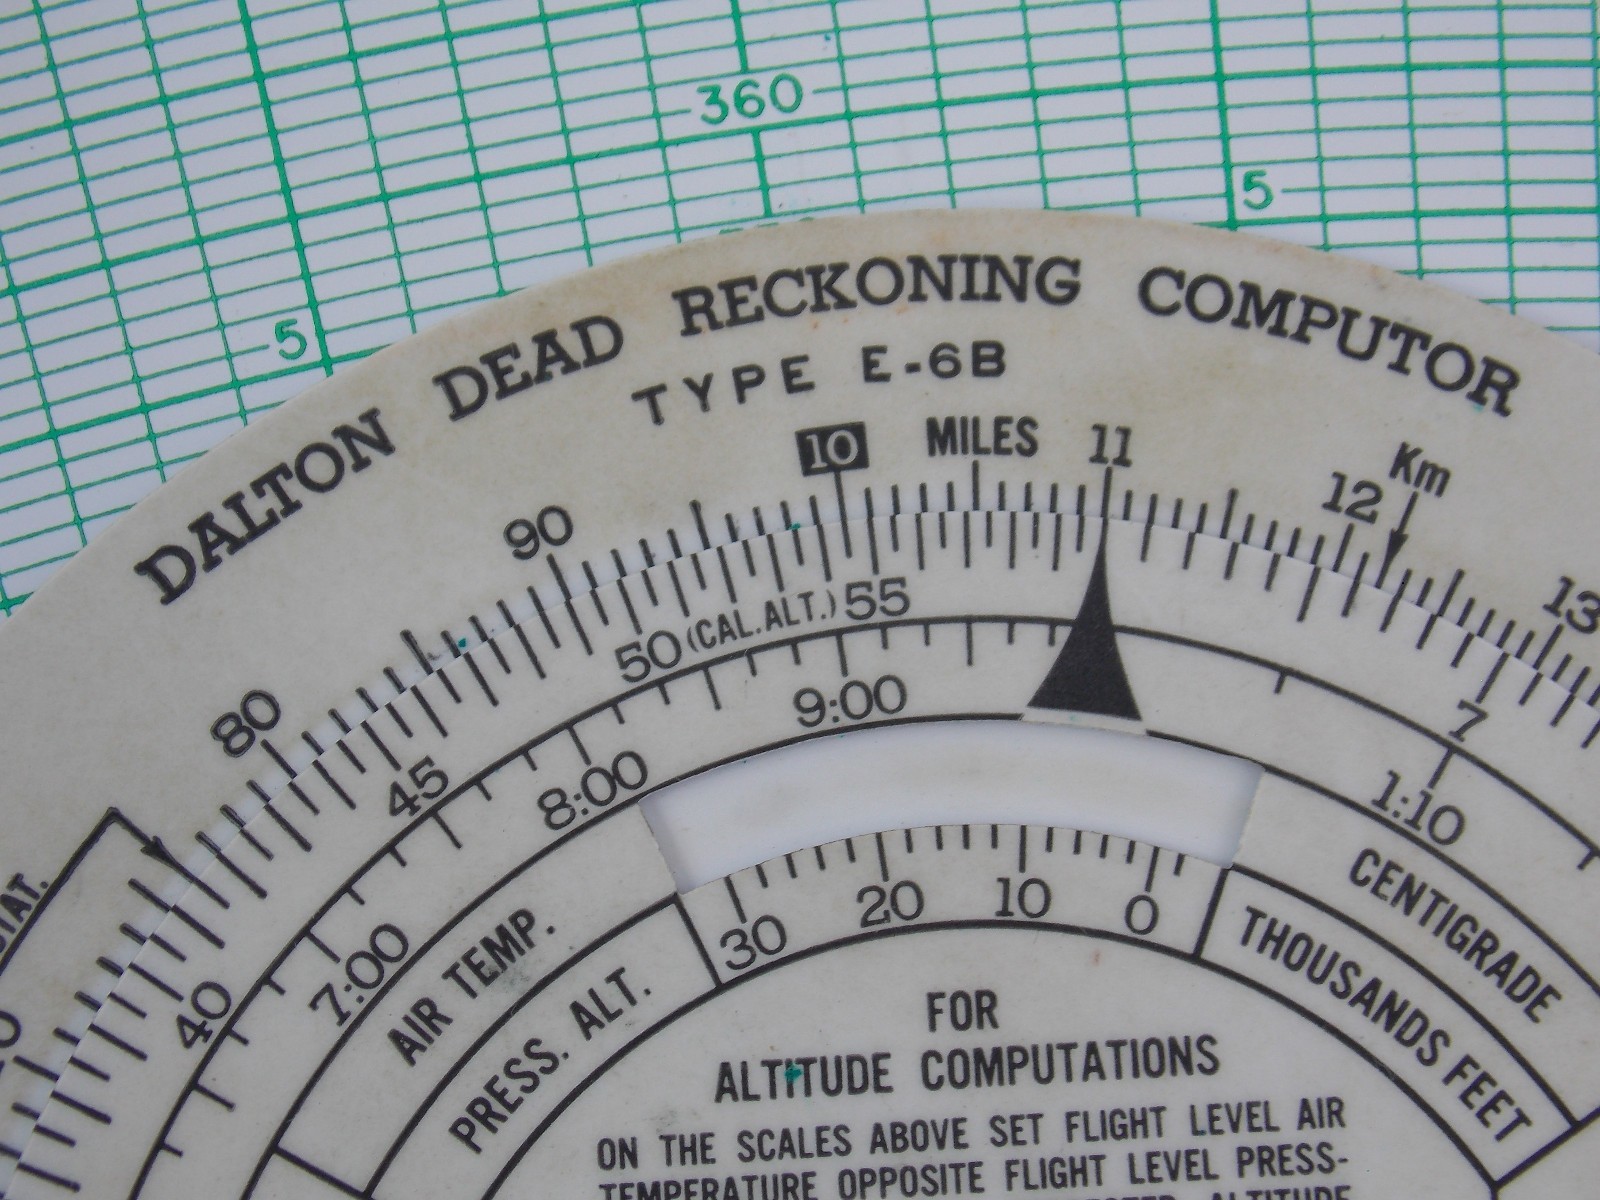 360
5
5
DALTON DEAD RECKONING COMPUTOR
TYPE E-6B
80 90 10 MILES 11 12 Km 13
40 45 50 (CAL.ALT.) 55 7
7:00 8:00 9:00 1:10
AIR TEMP. CENTIGRADE
PRESS. ALT. 30 20 10 0 THOUSANDS FEET
FOR
ALTITUDE COMPUTATIONS
ON THE SCALES ABOVE SET FLIGHT LEVEL AIR
TEMPERATURE OPPOSITE FLIGHT LEVEL PRESS-
ALTITUDE